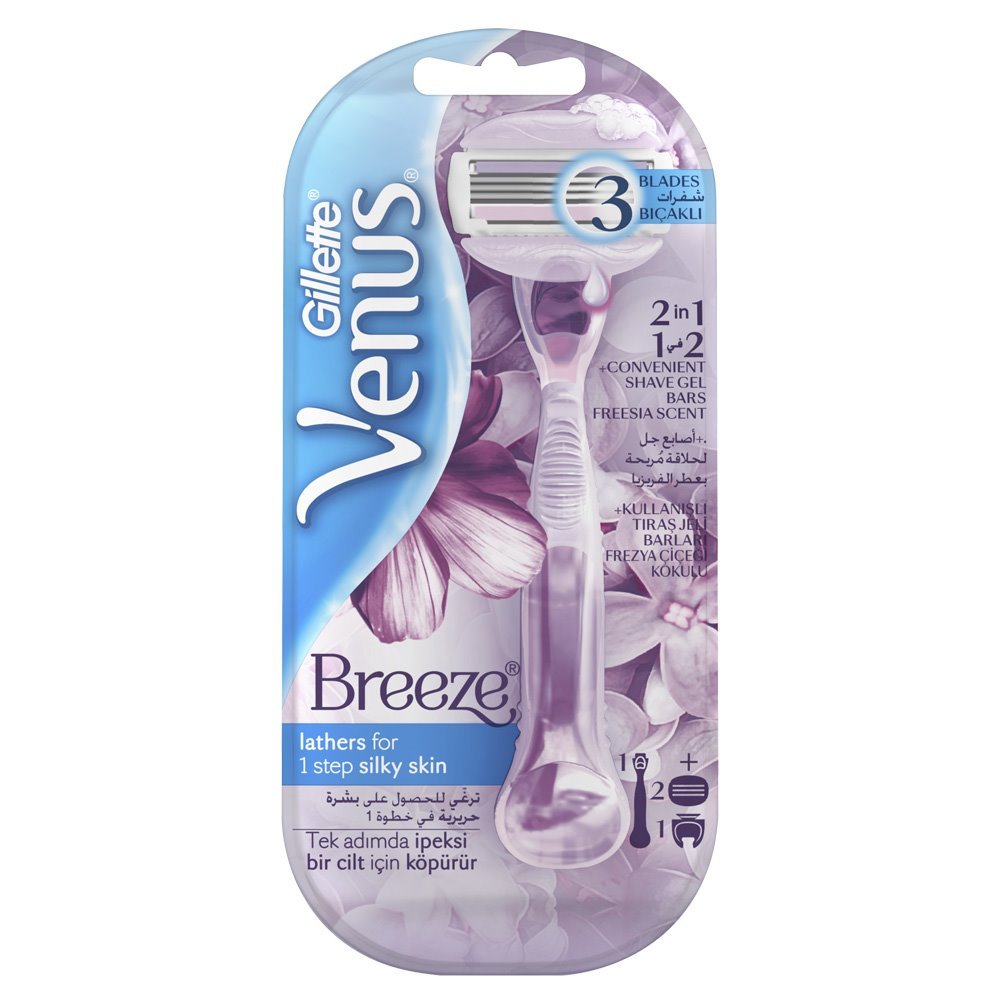 Gillette®
Venus®
3
BLADES
شفرات
BIÇAKLI
2 in 1
2 في 1
+CONVENIENT
SHAVE GEL
BARS
FREESIA SCENT
+أصابع جل
لحلاقة مُريحة
بعطر الفريزيا
+KULLANIŞLI
TIRAŞ JELİ
BARLARI
FREZYA ÇİÇEĞİ
KOKULU
Breeze®
lathers for
1 step silky skin
ترغّي للحصول على بشرة
حريرية في خطوة 1
Tek adımda ipeksi
bir cilt için köpürür
1 +
2
1